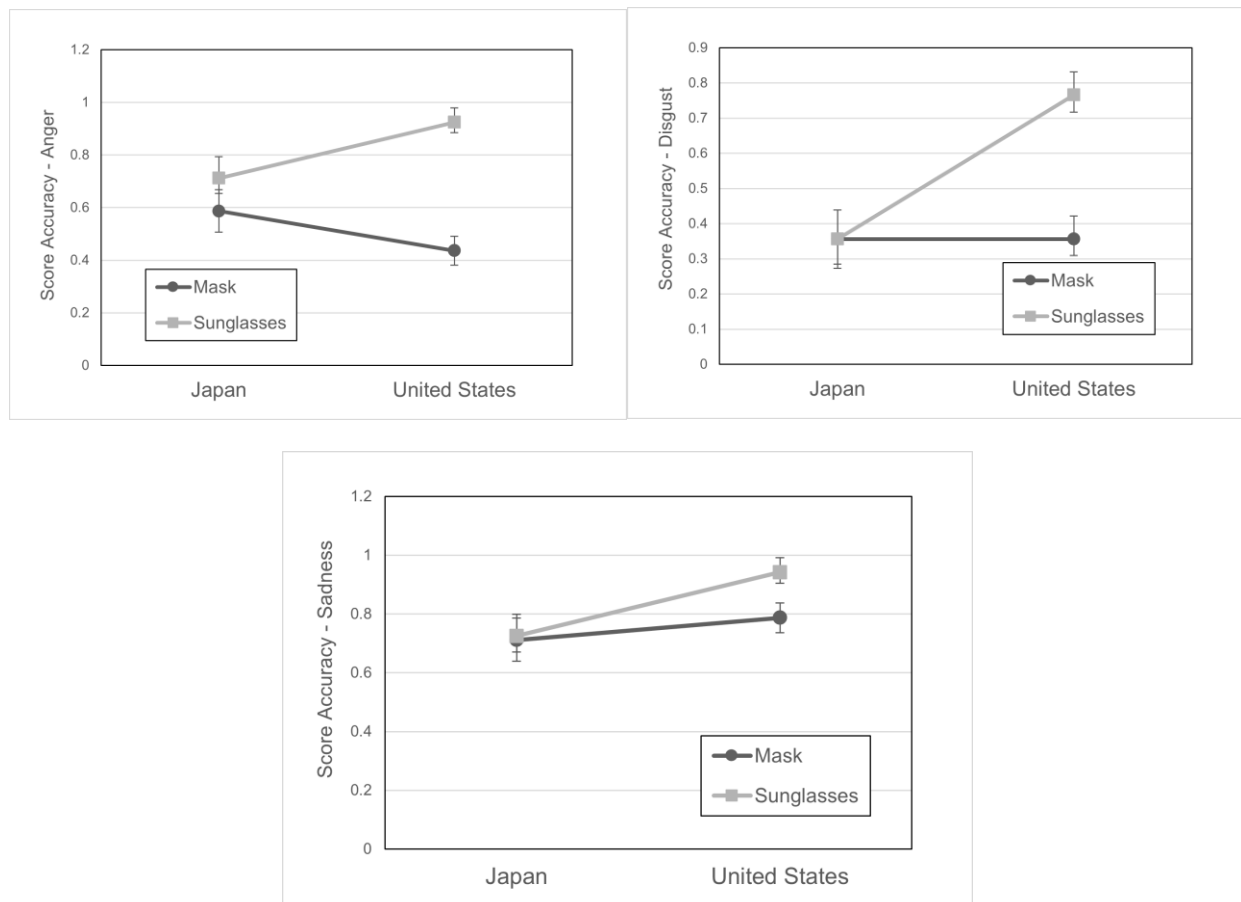 Score Accuracy - Anger
1.2
1
0.8
0.6
0.4
0.2
0
Mask
Sunglasses
Japan United States
Score Accuracy - Disgust
0.9
0.8
0.7
0.6
0.5
0.4
0.3
0.2
0.1
0
Mask
Sunglasses
Japan United States
Score Accuracy - Sadness
1.2
1
0.8
0.6
0.4
0.2
0
Mask
Sunglasses
Japan United States